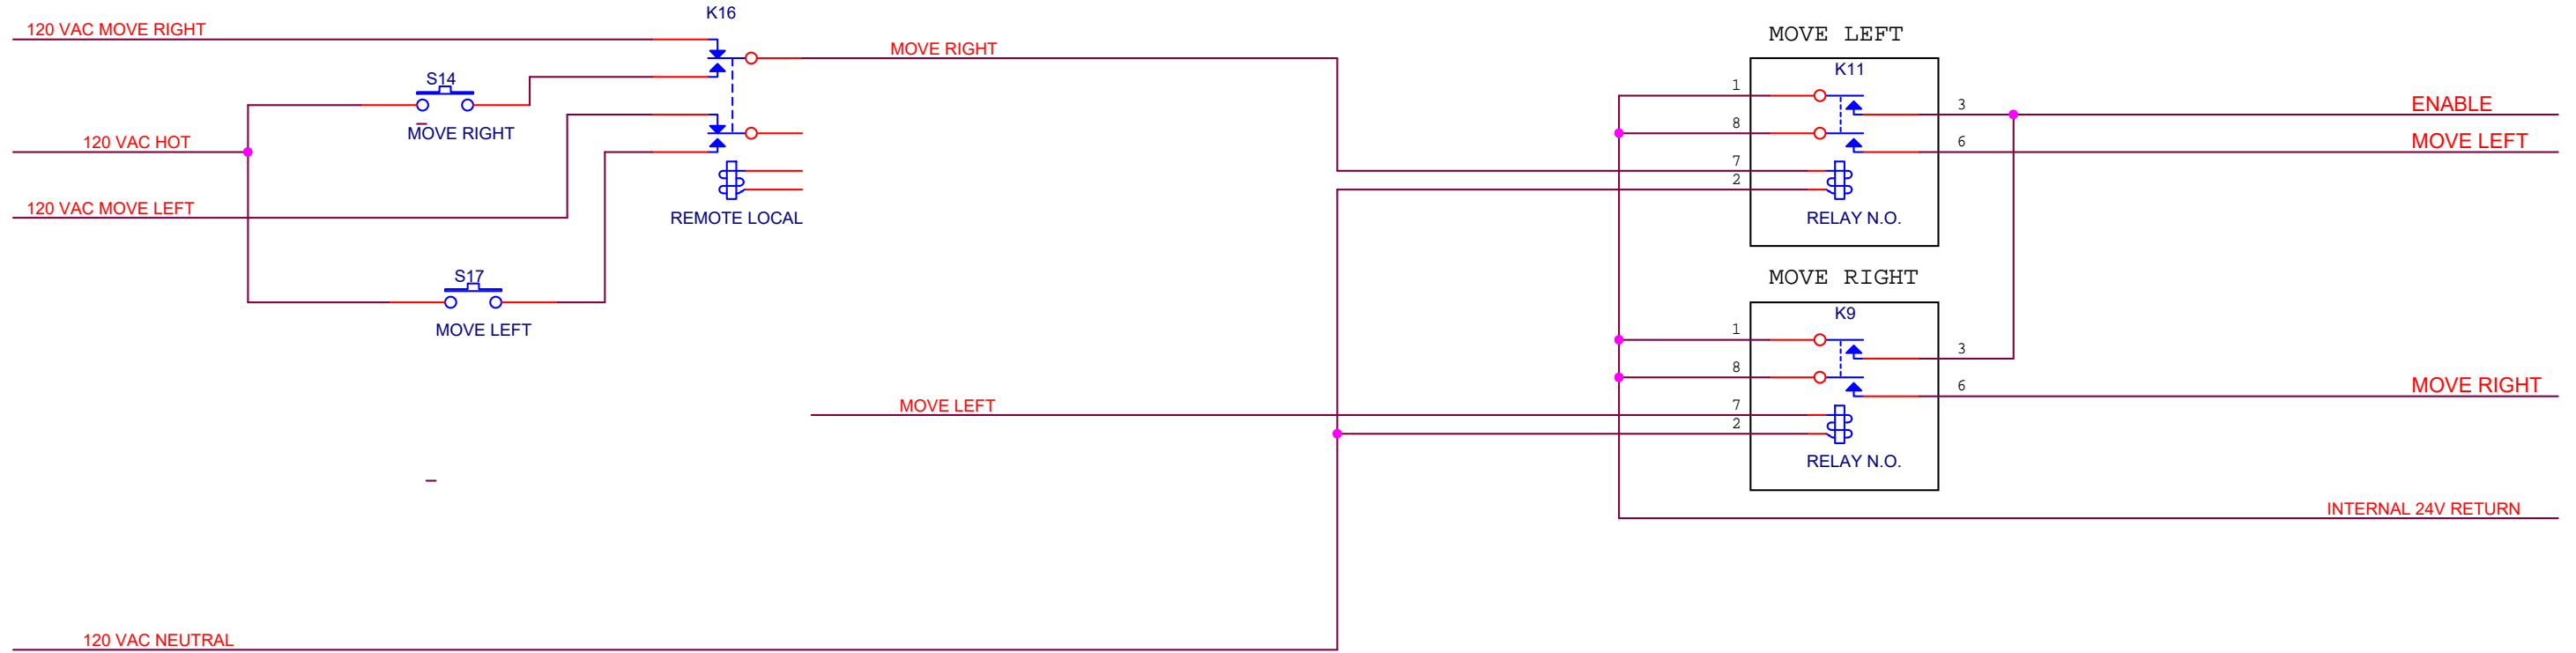 K16
120 VAC MOVE RIGHT
MOVE RIGHT
MOVE LEFT
K11
S14
MOVE RIGHT
1
3
ENABLE
8
120 VAC HOT
6
MOVE LEFT
7
2
120 VAC MOVE LEFT
REMOTE LOCAL
RELAY N.O.
S17
MOVE LEFT
MOVE RIGHT
K9
1
3
8
6
MOVE RIGHT
MOVE LEFT
7
2
RELAY N.O.
INTERNAL 24V RETURN
120 VAC NEUTRAL